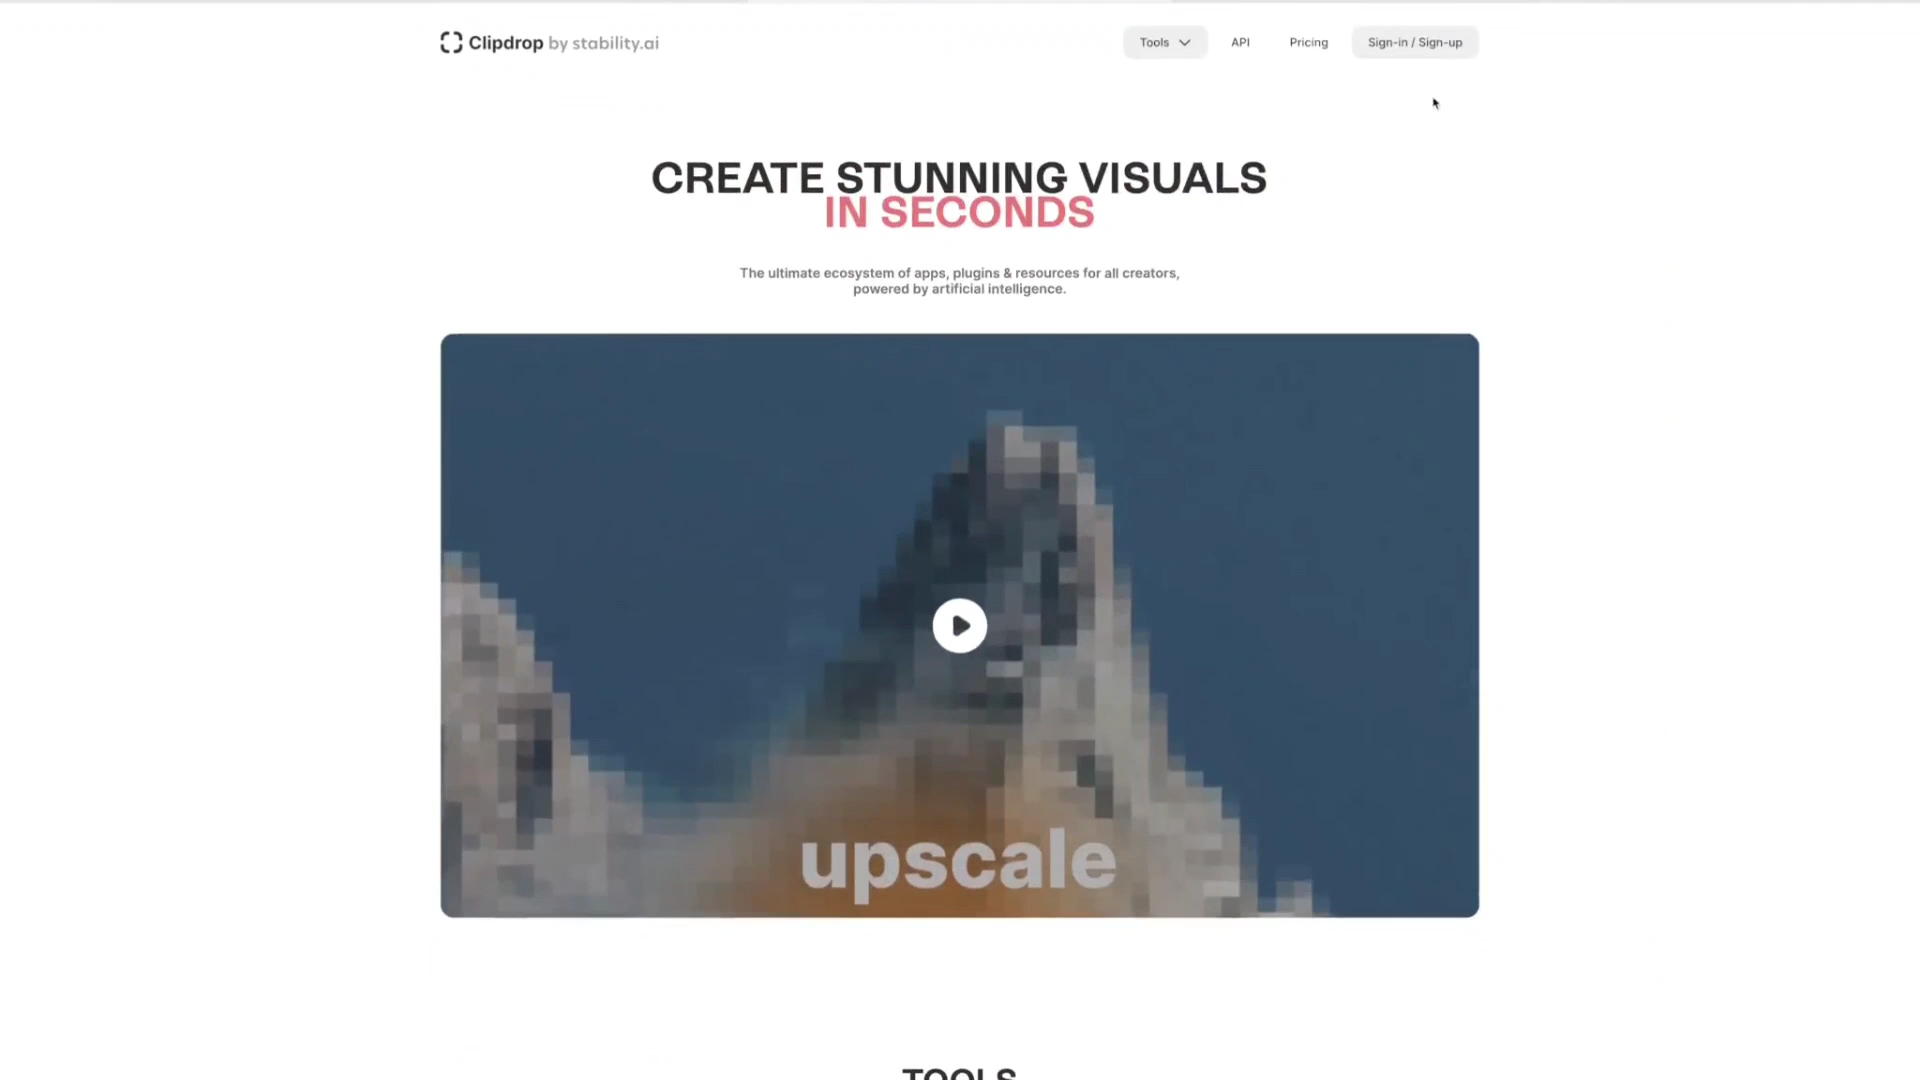 Clipdrop by stability.ai
Tools
API
Pricing
Sign-in / Sign-up
CREATE STUNNING VISUALS
IN SECONDS
The ultimate ecosystem of apps, plugins & resources for all creators,
powered by artificial intelligence.
upscale
TOOLS